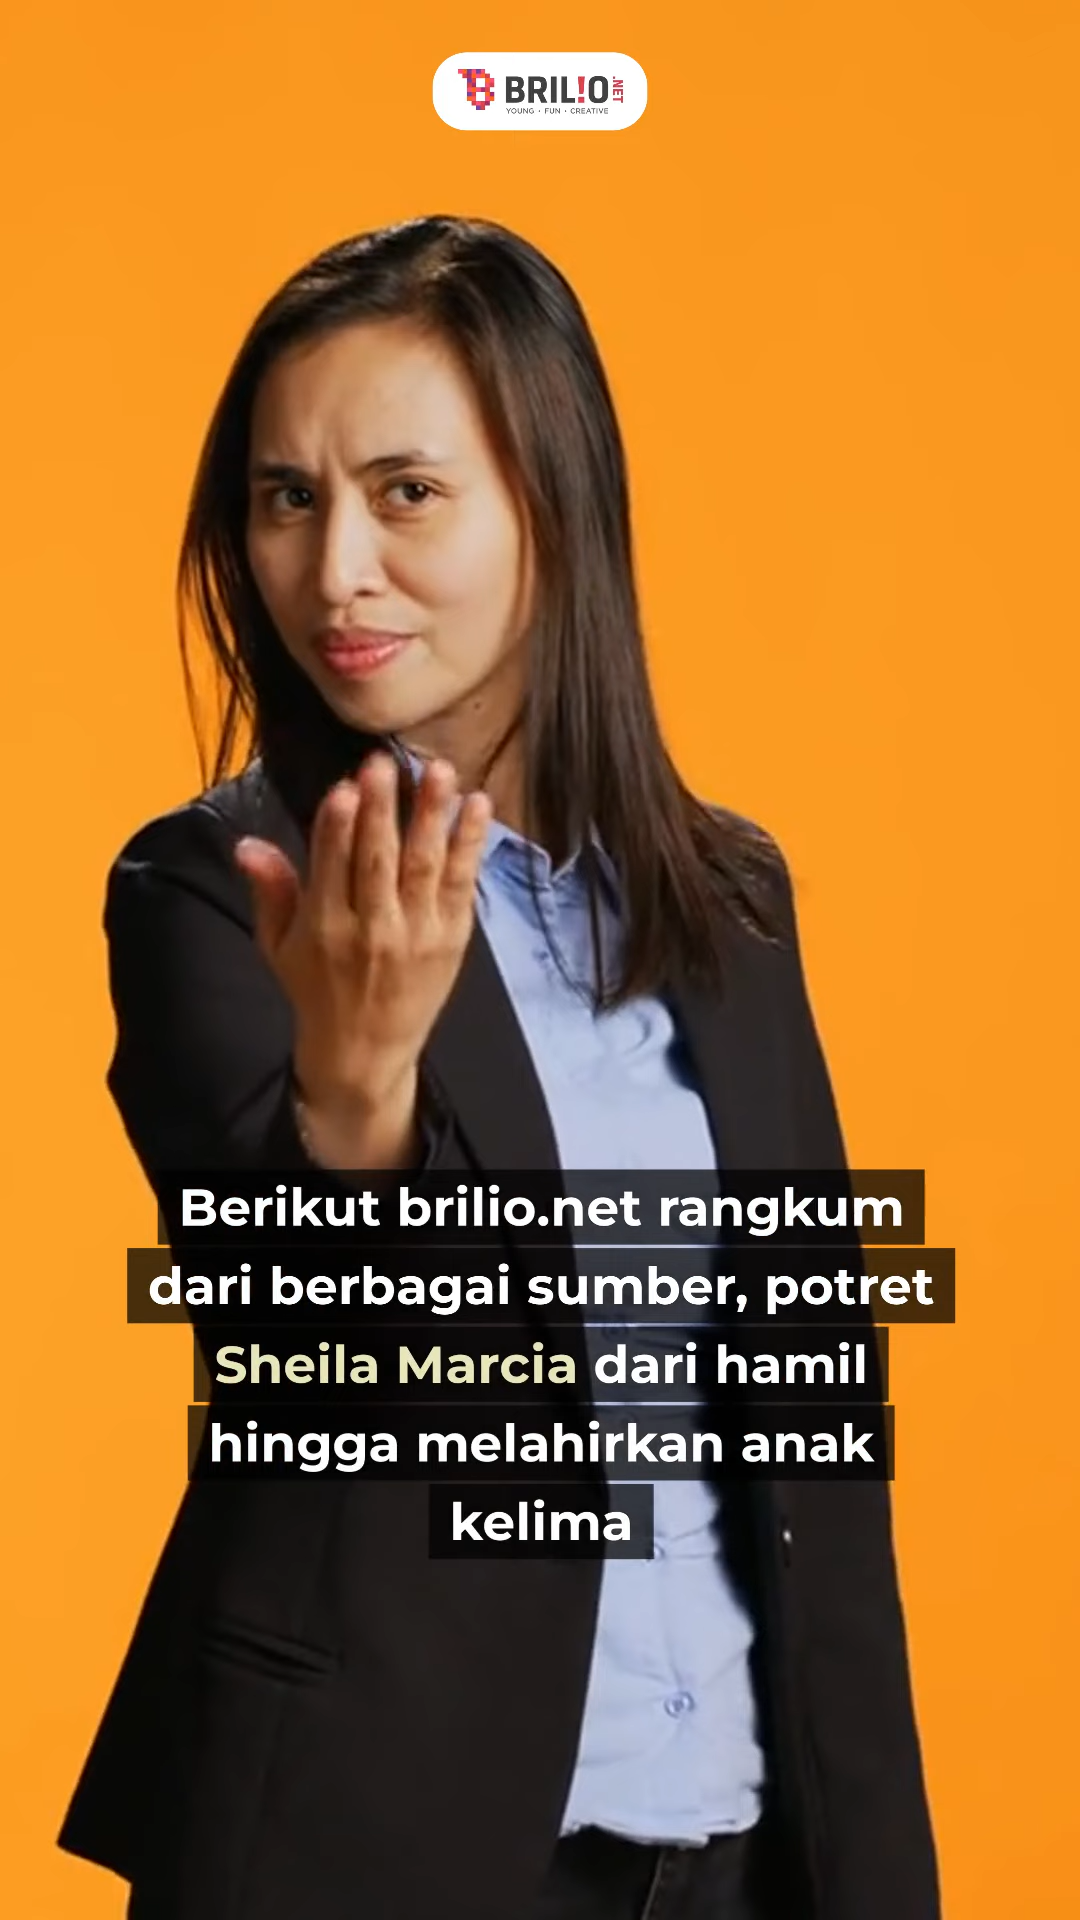 BRIL!O.NET
YOUNG • FUN • CREATIVE
Berikut brilio.net rangkum
dari berbagai sumber, potret
Sheila Marcia dari hamil
hingga melahirkan anak
kelima